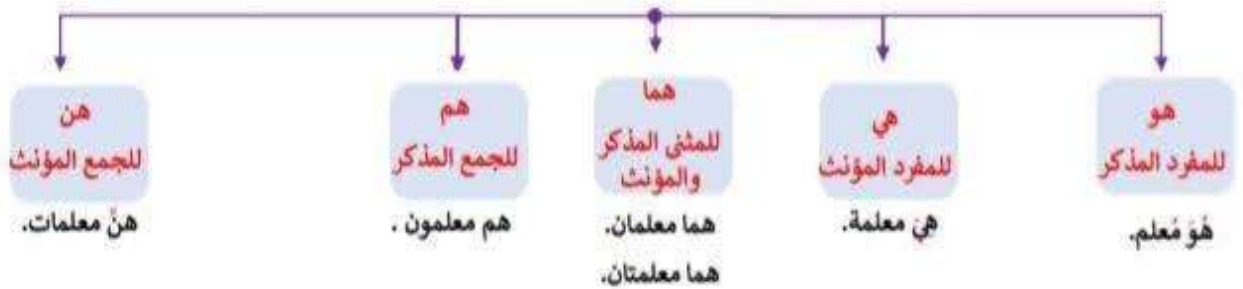 هو
للمفرد المذكر
هُوَ مُعلم.
هي
للمفرد المؤنث
هيَ معلمة.
هما
للمثنى المذكر
والمؤنث
هما معلمان.
هما معلمتان.
هم
للجمع المذكر
هم معلمون .
هن
للجمع المؤنث
هنَّ معلمات.